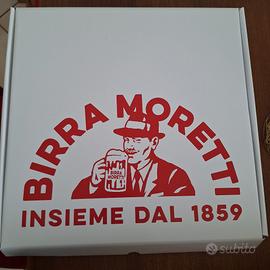 BIRRA MORETTI
BIRRA
MORETTI
INSIEME DAL 1859
subito